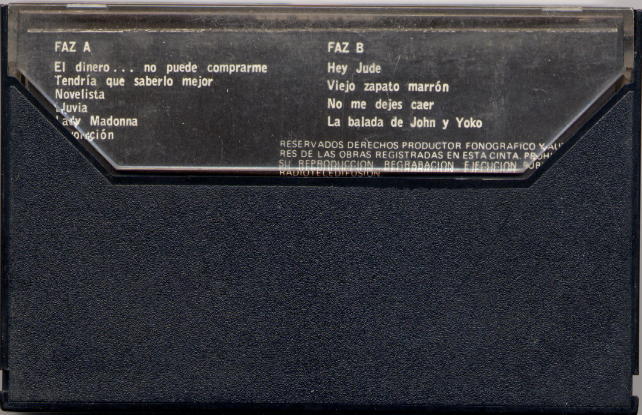 FAZ A
El dinero... no puede comprarme
Tendría que saberlo mejor
Novelista
Lluvia
Lady Madonna
FAZ B
Hey Jude
Viejo zapato marrón
No me dejes caer
La balada de John y Yoko
RESERVADOS DERECHOS PRODUCTOR FONOGRAFICO Y AU
RES DE LAS OBRAS REGISTRADAS EN ESTA CINTA. PROH
SU REPRODUCCION REGRABACION EJECUCION
RADIOTELEDIFUSION